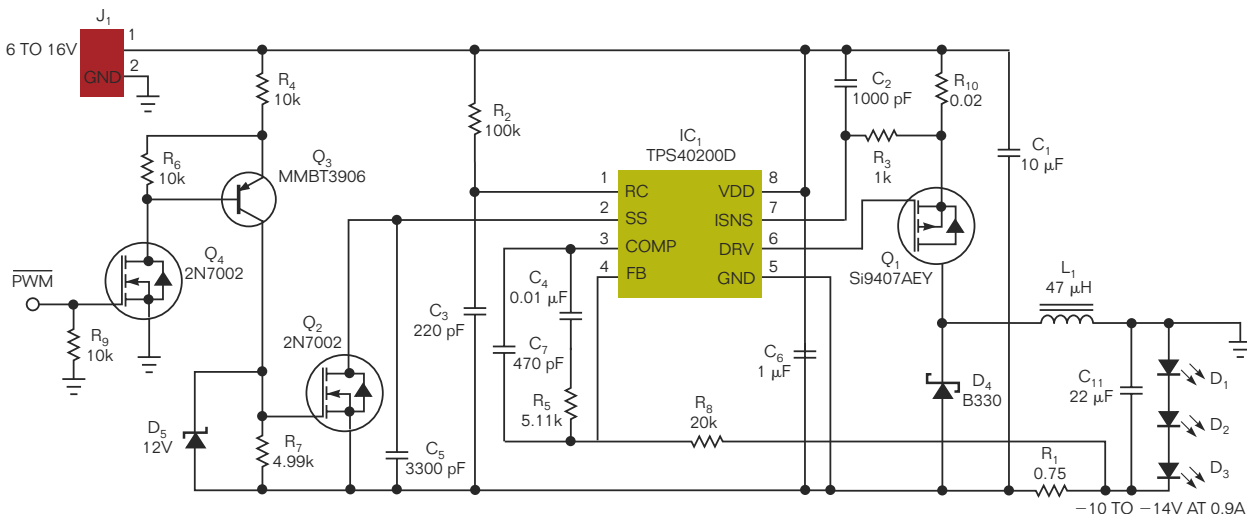 J1
6 TO 16V
1
GND
2
R4
10k
R6
10k
Q3
MMBT3906
Q4
2N7002
PWM
R9
10k
D5
12V
R7
4.99k
Q2
2N7002
C5
3300 pF
R2
100k
C3
220 pF
C4
0.01 µF
C7
470 pF
R5
5.11k
IC1
TPS40200D
1 RC VDD 8
2 SS ISNS 7
3 COMP DRV 6
4 FB GND 5
R8
20k
C6
1 µF
C2
1000 pF
R3
1k
R10
0.02
C1
10 µF
Q1
Si9407AEY
L1
47 µH
D4
B330
C11
22 µF
D1
D2
D3
R1
0.75
−10 TO −14V AT 0.9A